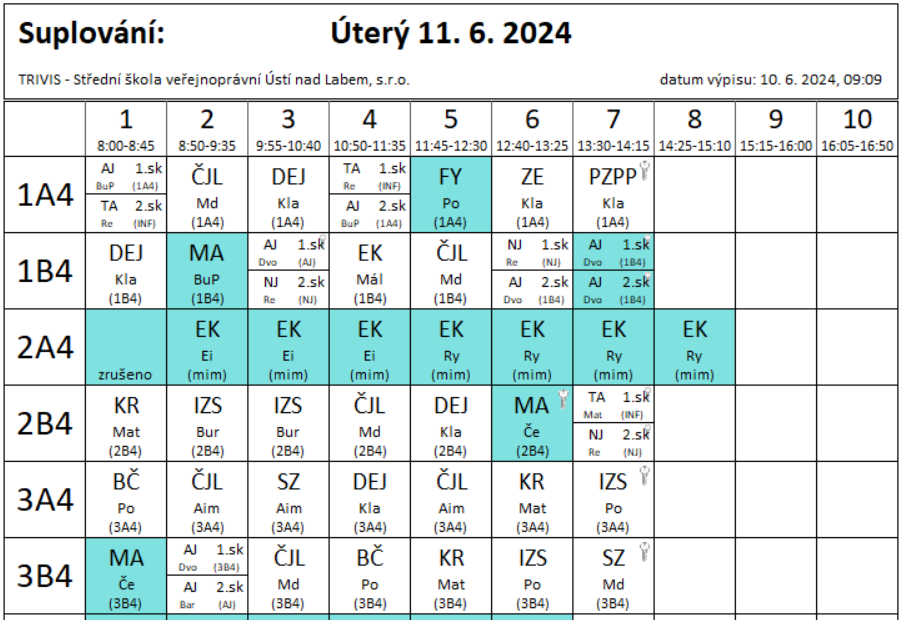 Suplování: Úterý 11. 6. 2024
TRIVIS - Střední škola veřejnoprávní Ústí nad Labem, s.r.o. datum výpisu: 10. 6. 2024, 09:09
1 2 3 4 5 6 7 8 9 10
8:00-8:45 8:50-9:35 9:55-10:40 10:50-11:35 11:45-12:30 12:40-13:25 13:30-14:15 14:25-15:10 15:15-16:00 16:05-16:50
1A4
AJ 1.sk
BuP (1A4)
TA 2.sk
Re (INF)
ČJL
Md
(1A4)
DEJ
Kla
(1A4)
TA 1.sk
Re (INF)
AJ 2.sk
BuP (1A4)
FY
Po
(1A4)
ZE
Kla
(1A4)
PZPP
Kla
(1A4)
1B4
DEJ
Kla
(1B4)
MA
BuP
(1B4)
AJ 1.sk
Dvo (AJ)
NJ 2.sk
Re (NJ)
EK
Mál
(1B4)
ČJL
Md
(1B4)
NJ 1.sk
Re (NJ)
AJ 2.sk
Dvo (1B4)
AJ 1.sk
Dvo (1B4)
AJ 2.sk
Dvo (1B4)
2A4
zrušeno
EK
Ei
(mim)
EK
Ei
(mim)
EK
Ei
(mim)
EK
Ry
(mim)
EK
Ry
(mim)
EK
Ry
(mim)
EK
Ry
(mim)
2B4
KR
Mat
(2B4)
IZS
Bur
(2B4)
IZS
Bur
(2B4)
ČJL
Md
(2B4)
DEJ
Kla
(2B4)
MA
Če
(2B4)
TA 1.sk
Mat (INF)
NJ 2.sk
Re (NJ)
3A4
BČ
Po
(3A4)
ČJL
Aim
(3A4)
SZ
Aim
(3A4)
DEJ
Kla
(3A4)
ČJL
Aim
(3A4)
KR
Mat
(3A4)
IZS
Po
(3A4)
3B4
MA
Če
(3B4)
AJ 1.sk
Dvo (3B4)
AJ 2.sk
Bar (AJ)
ČJL
Md
(3B4)
BČ
Po
(3B4)
KR
Mat
(3B4)
IZS
Po
(3B4)
SZ
Md
(3B4)